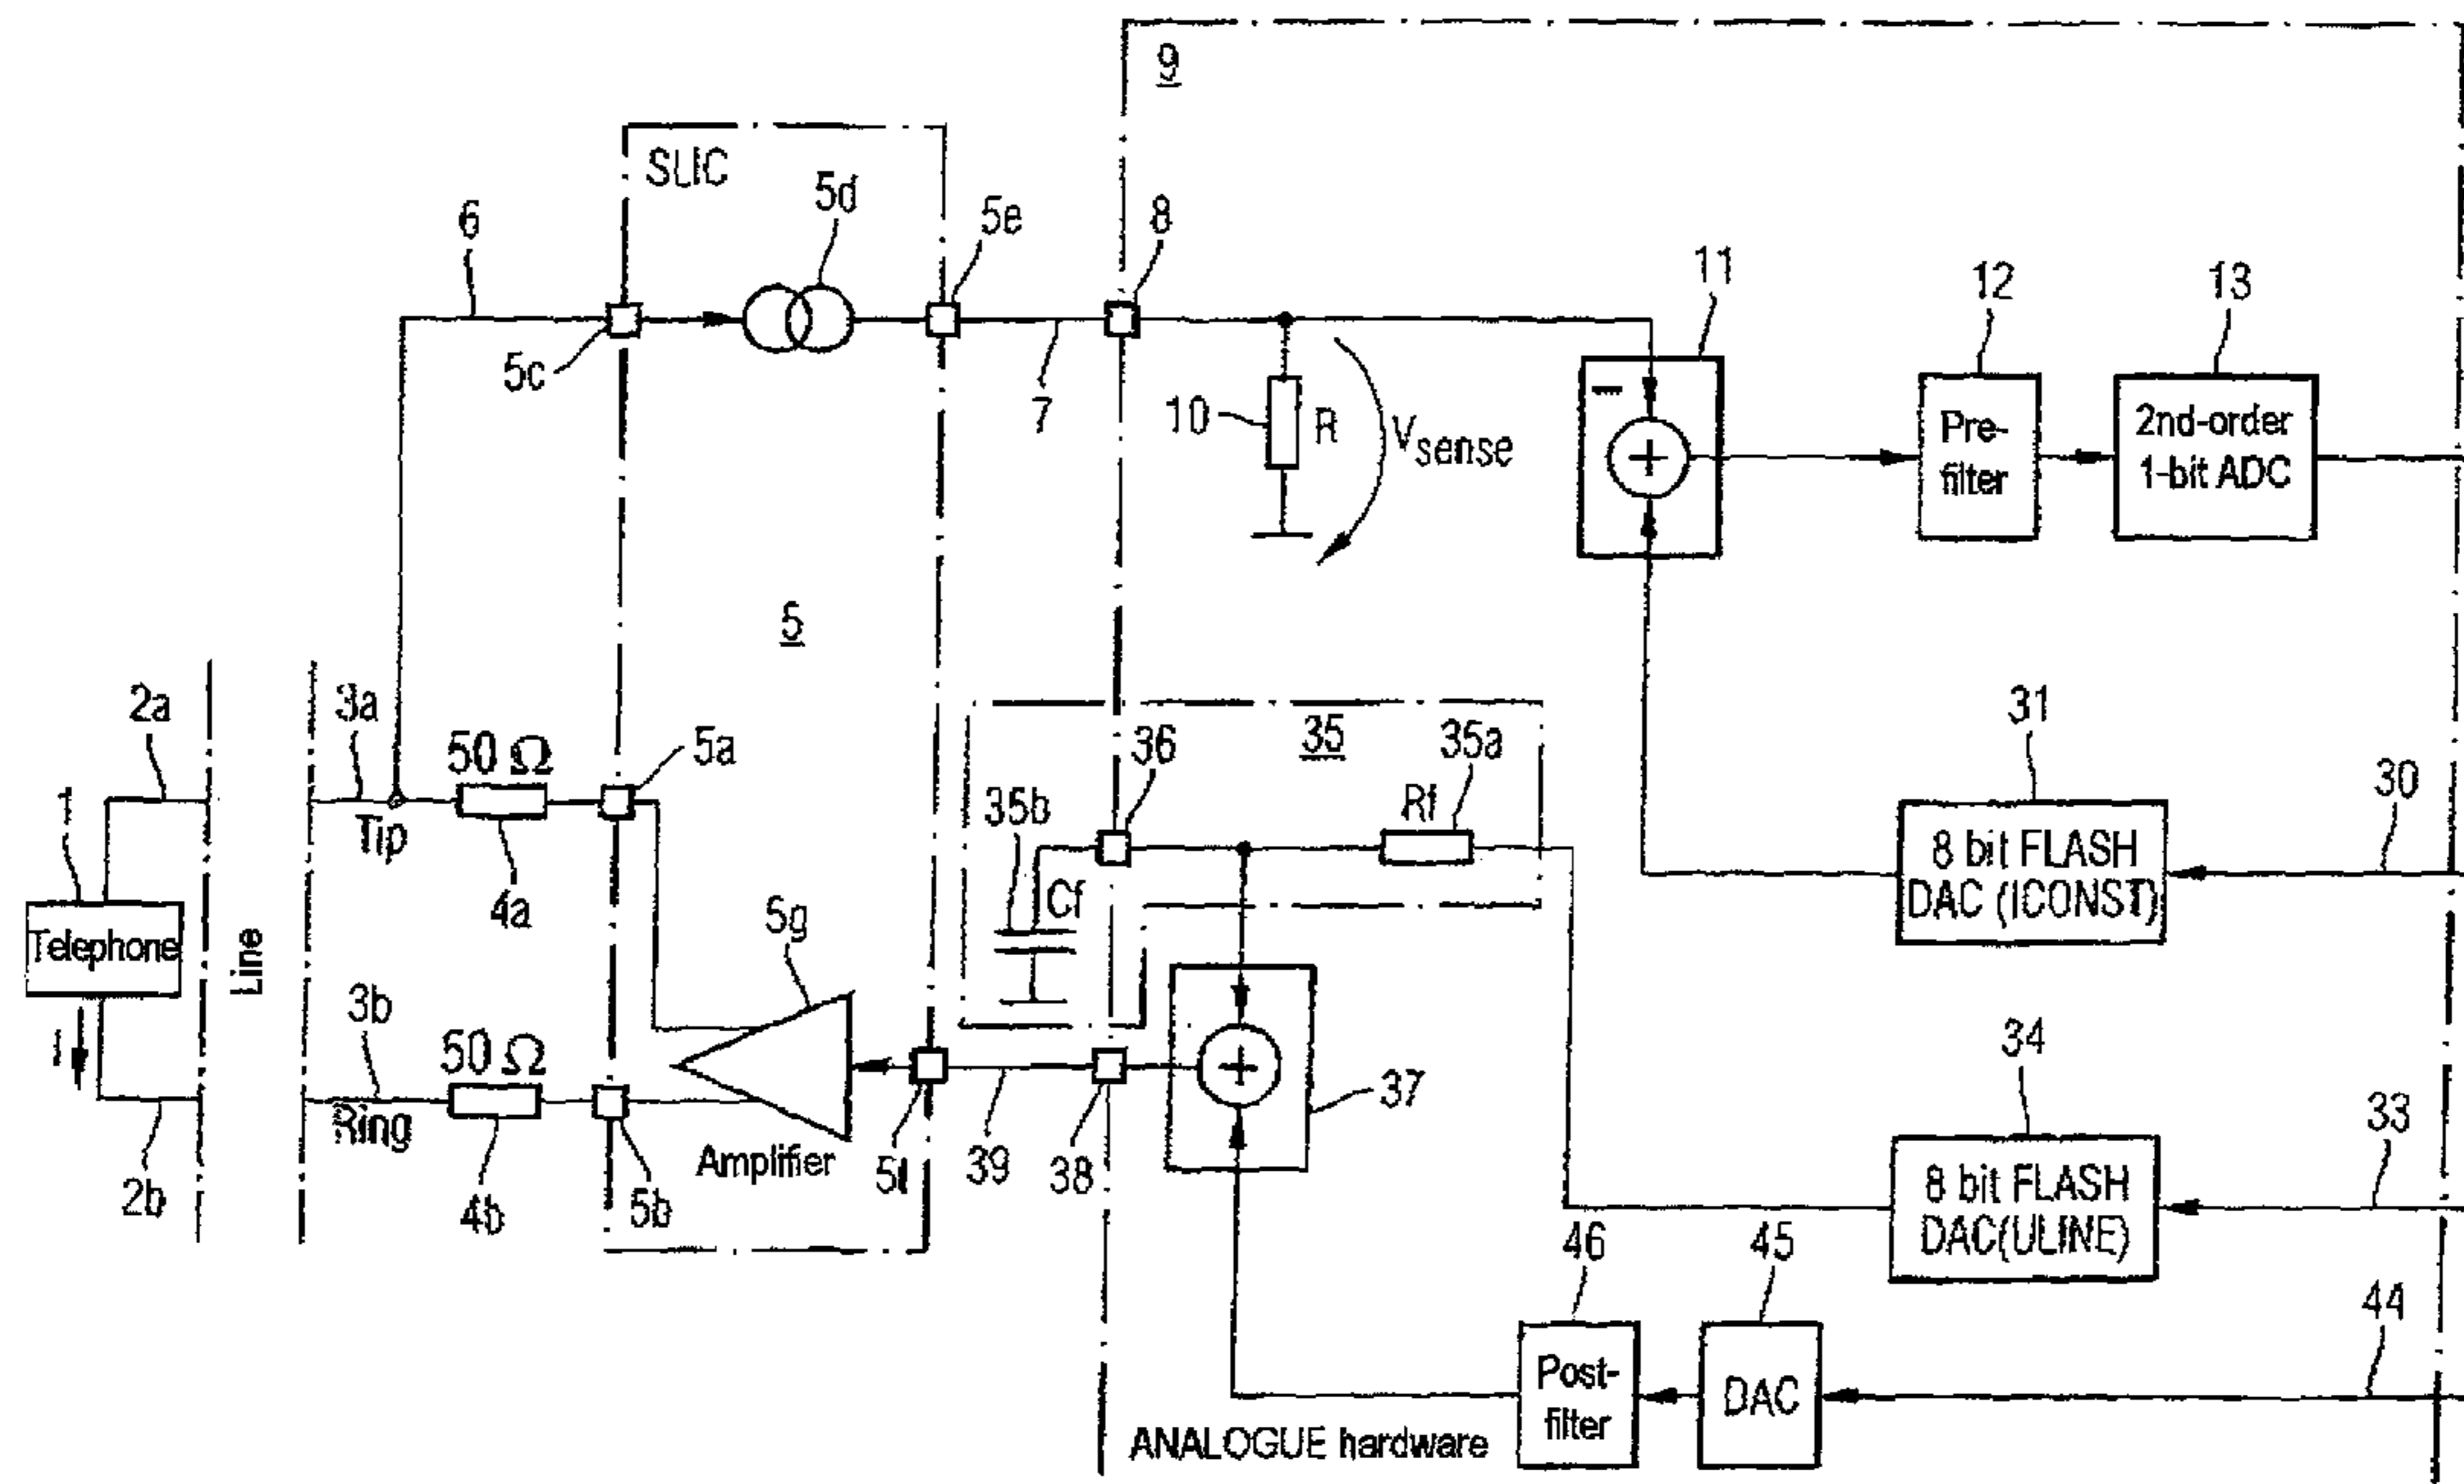 9
SLIC
5d
5e
8
6
11
12
13
5c
7
10
R
Vsense
–
+
Pre-
filter
2nd-order
1-bit ADC
5
2a
3a
50 Ω
5a
36
35
35a
31
30
1
Tip
4a
35b
Cf
Rf
8 bit FLASH
DAC (ICONST)
Telephone
Line
5g
I
3b
50 Ω
+
37
34
33
2b
Ring
4b
5b
Amplifier
39
38
8 bit FLASH
DAC(ULINE)
46
45
44
Post-
filter
DAC
ANALOGUE hardware